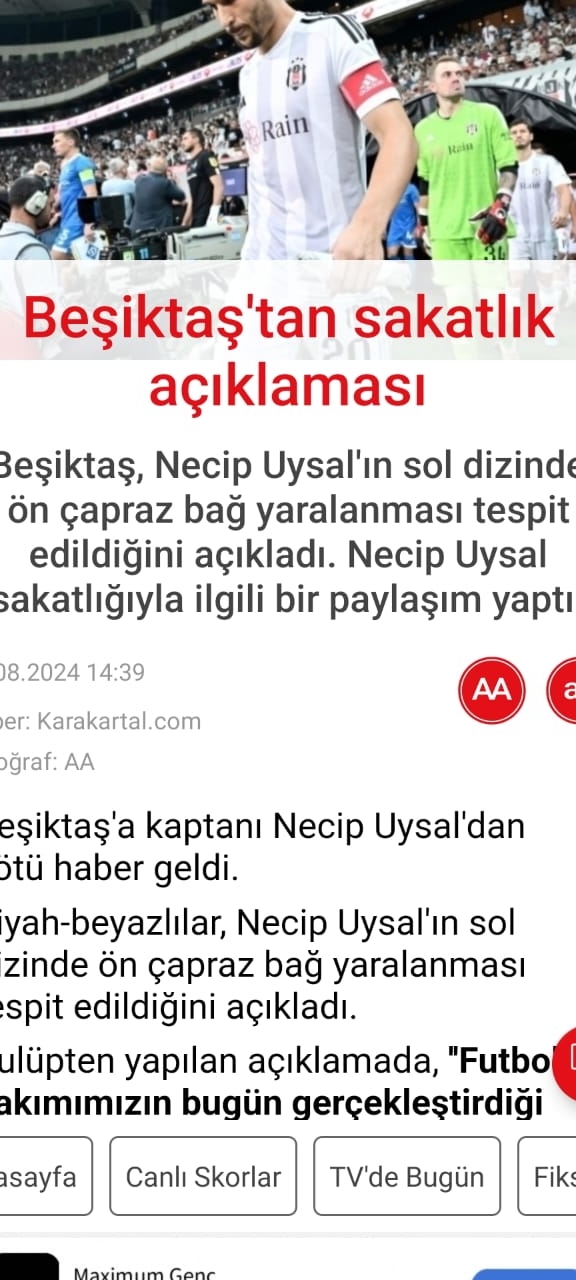 Rain
Rain
Rain
34
20
Beşiktaş'tan sakatlık
açıklaması
Beşiktaş, Necip Uysal'ın sol dizinde
ön çapraz bağ yaralanması tespit
edildiğini açıkladı. Necip Uysal
sakatlığıyla ilgili bir paylaşım yaptı
08.2024 14:39
AA
a
ber: Karakartal.com
oğraf: AA
eşiktaş'a kaptanı Necip Uysal'dan
ötü haber geldi.
iyah-beyazlılar, Necip Uysal'ın sol
izinde ön çapraz bağ yaralanması
espit edildiğini açıkladı.
ulüpten yapılan açıklamada, "Futbol
akımımızın bugün gerçekleştirdiği
asayfa
Canlı Skorlar
TV'de Bugün
Fiks
Maximum Genç